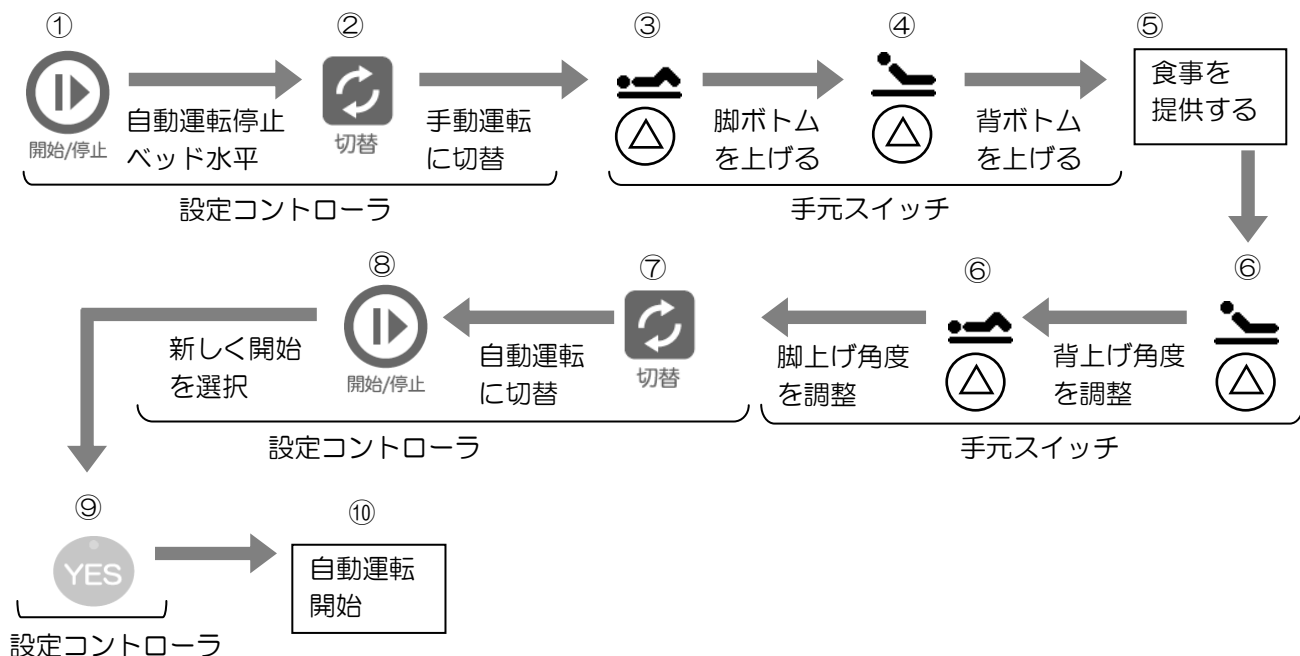 ①
②
③
④
⑤
開始/停止
自動運転停止
ベッド水平
切替
手動運転
に切替
脚ボトム
を上げる
背ボトム
を上げる
食事を
提供する
設定コントローラ
手元スイッチ
⑧
⑦
⑥
⑥
新しく開始
を選択
開始/停止
自動運転
に切替
切替
脚上げ角度
を調整
背上げ角度
を調整
設定コントローラ
手元スイッチ
⑨
⑩
YES
自動運転
開始
設定コントローラ